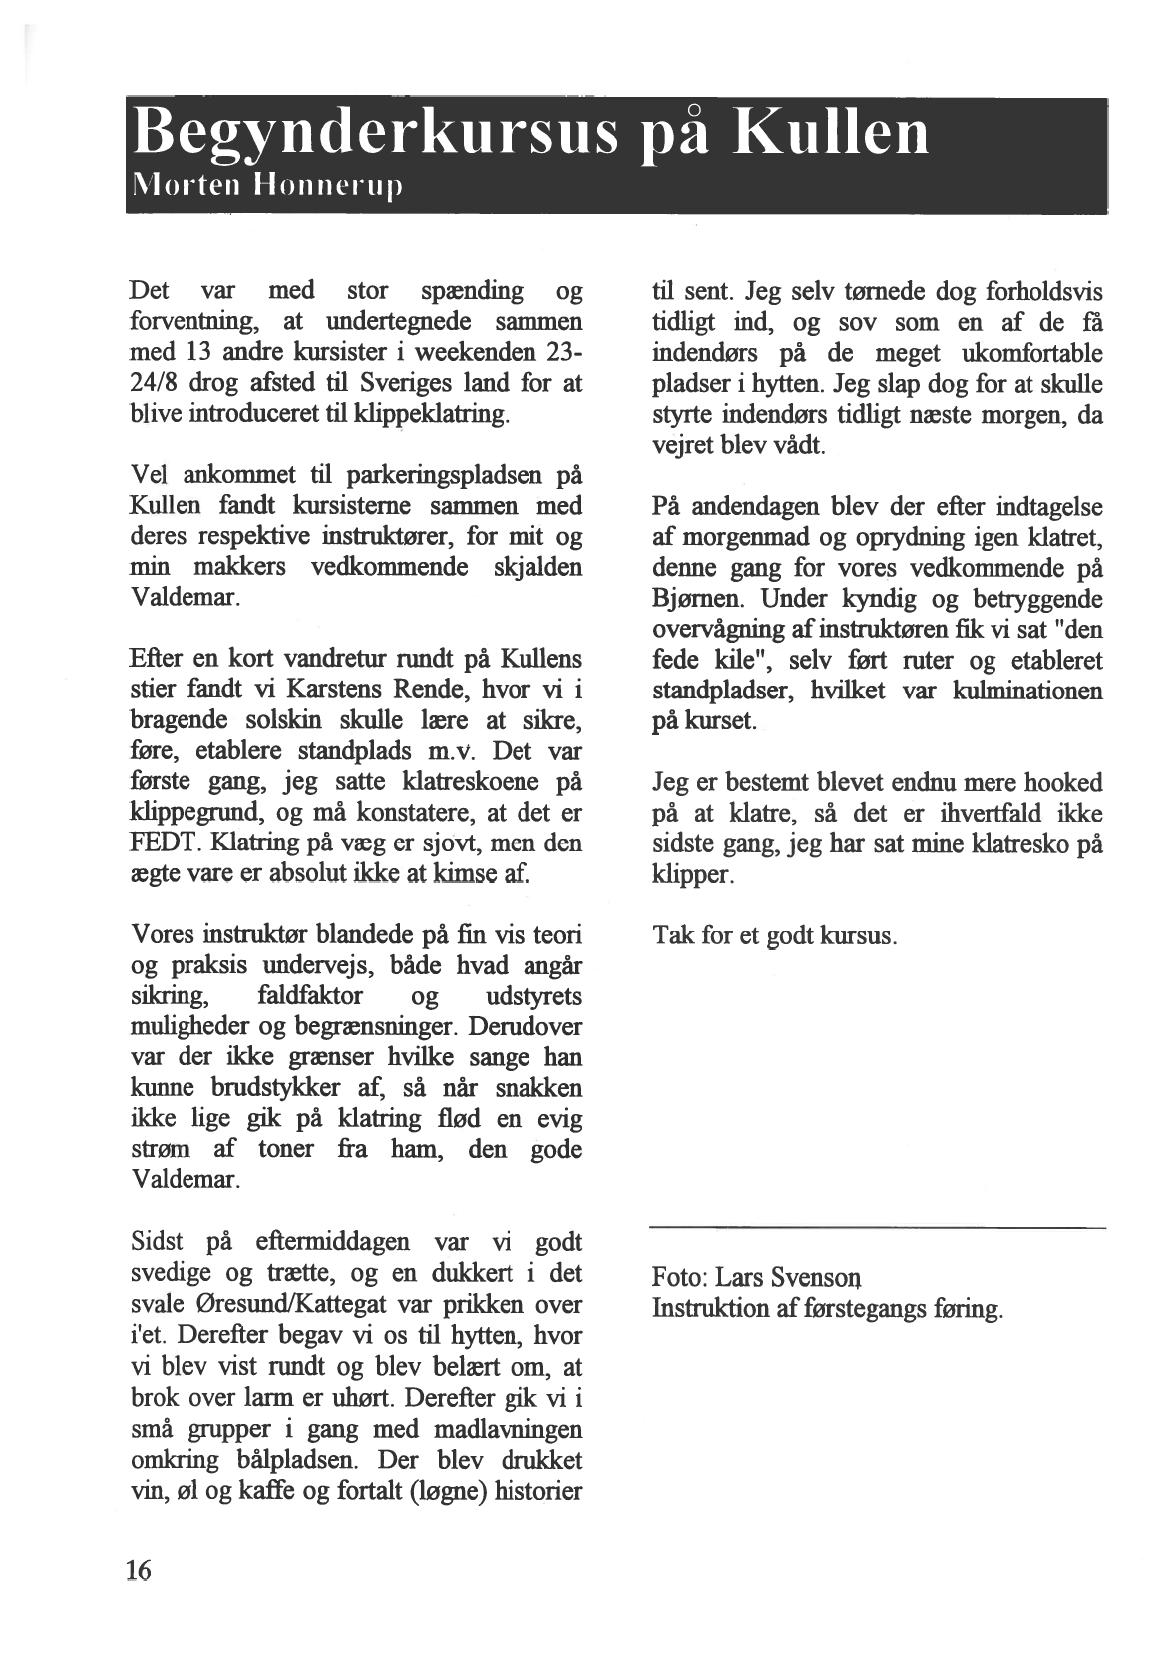 Begynderkursus på Kullen
Morten Honnerup
Det var med stor spænding og
forventning, at undertegnede sammen
med 13 andre kursister i weekenden 23-
24/8 drog afsted til Sveriges land for at
blive introduceret til klippeklatring.
Vel ankommet til parkeringspladsen på
Kullen fandt kursisterne sammen med
deres respektive instruktører, for mit og
min makkers vedkommende skjalden
Valdemar.
Efter en kort vandretur rundt på Kullens
stier fandt vi Karstens Rende, hvor vi i
bragende solskin skulle lære at sikre,
føre, etablere standplads m.v. Det var
første gang, jeg satte klatreskoene på
klippegrund, og må konstatere, at det er
FEDT. Klatring på væg er sjovt, men den
ægte vare er absolut ikke at kimse af.
Vores instruktør blandede på fin vis teori
og praksis undervejs, både hvad angår
sikring, faldfaktor og udstyrets
muligheder og begrænsninger. Derudover
var der ikke grænser hvilke sange han
kunne brudstykker af, så når snakken
ikke lige gik på klatring flød en evig
strøm af toner fra ham, den gode
Valdemar.
Sidst på eftermiddagen var vi godt
svedige og trætte, og en dukkert i det
svale Øresund/Kattegat var prikken over
i'et. Derefter begav vi os til hytten, hvor
vi blev vist rundt og blev belært om, at
brok over larm er uhørt. Derefter gik vi i
små grupper i gang med madlavningen
omkring bålpladsen. Der blev drukket
vin, øl og kaffe og fortalt (løgne) historier
til sent. Jeg selv tørnede dog forholdsvis
tidligt ind, og sov som en af de få
indendørs på de meget ukomfortable
pladser i hytten. Jeg slap dog for at skulle
styrte indendørs tidligt næste morgen, da
vejret blev vådt.
På andendagen blev der efter indtagelse
af morgenmad og oprydning igen klatret,
denne gang for vores vedkommende på
Bjørnen. Under kyndig og betryggende
overvågning af instruktøren fik vi sat "den
fede kile", selv ført ruter og etableret
standpladser, hvilket var kulminationen
på kurset.
Jeg er bestemt blevet endnu mere hooked
på at klatre, så det er ihvertfald ikke
sidste gang, jeg har sat mine klatresko på
klipper.
Tak for et godt kursus.
Foto: Lars Svenson
Instruktion af førstegangs føring.
16